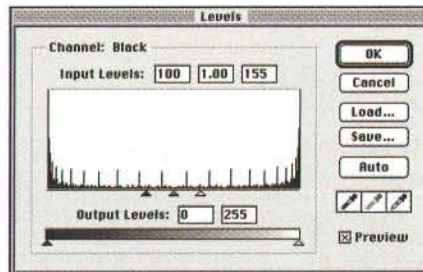 Levels
Channel: Black
Input Levels: 100 1.00 155
Output Levels: 0 255
OK
Cancel
Load...
Save...
Auto
Preview